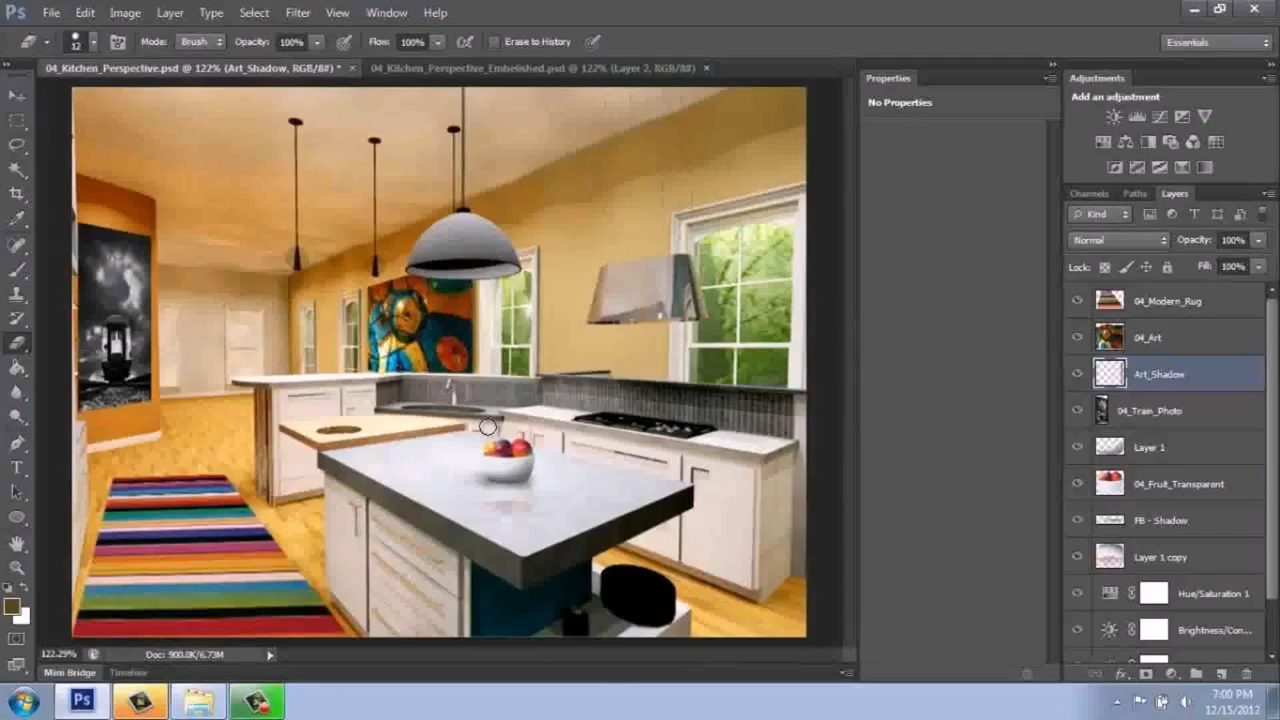 Ps File Edit Image Layer Type Select Filter View Window Help
12 Mode: Brush Opacity: 100% Flow: 100% Erase to History Essentials
04_Kitchen_Perspective.psd @ 122% (Art_Shadow, RGB/8#) * × 04_Kitchen_Perspective_Embelished.psd @ 122% (Layer 2, RGB/8#) ×
Properties
No Properties
Adjustments
Add an adjustment
Channels Paths Layers
Kind
Normal Opacity: 100%
Lock: Fill: 100%
04_Modern_Rug
04_Art
Art_Shadow
04_Train_Photo
Layer 1
04_Fruit_Transparent
FB - Shadow
Layer 1 copy
Hue/Saturation 1
Brightness/Con...
122.29% Doc: 900.0K/6.73M
Mini Bridge Timeline
Ps
7:00 PM
12/15/2012